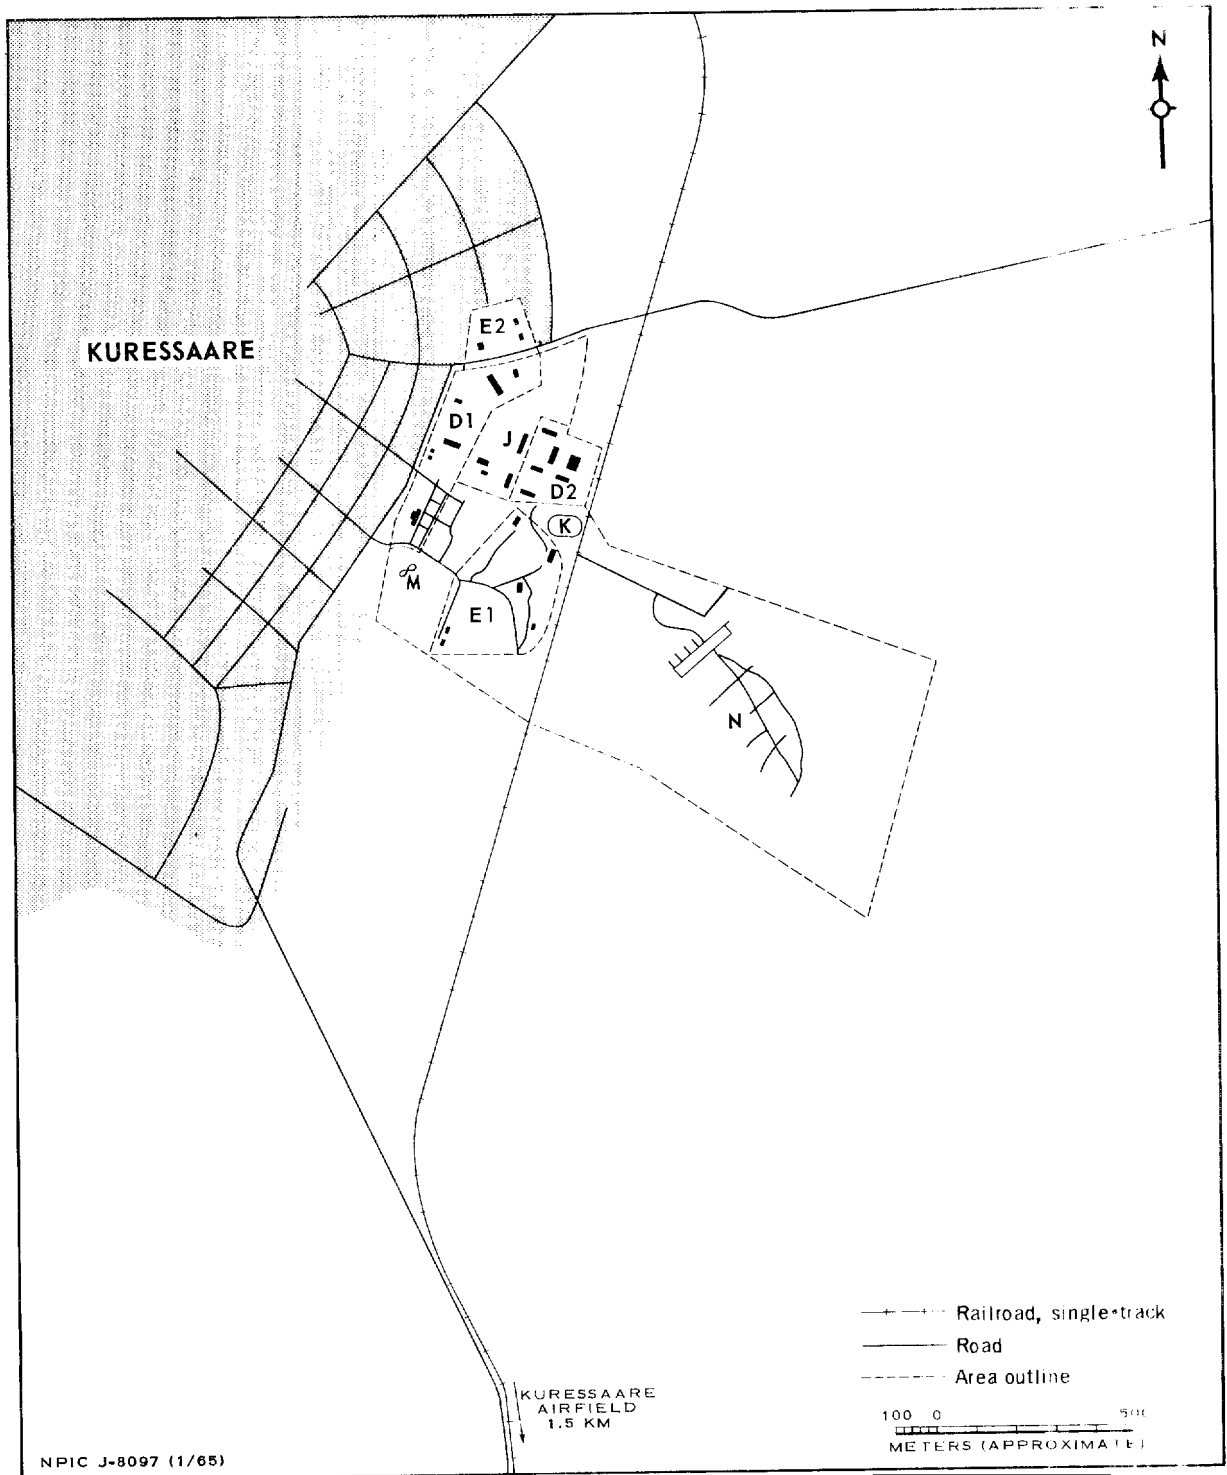 N
E2
KURESSAARE
D1
J
D2
K
M
E1
N
Railroad, single-track
Road
Area outline
KURESSAARE
AIRFIELD
1.5 KM
100 0 500
METERS (APPROXIMATE)
NPIC J-8097 (1/65)